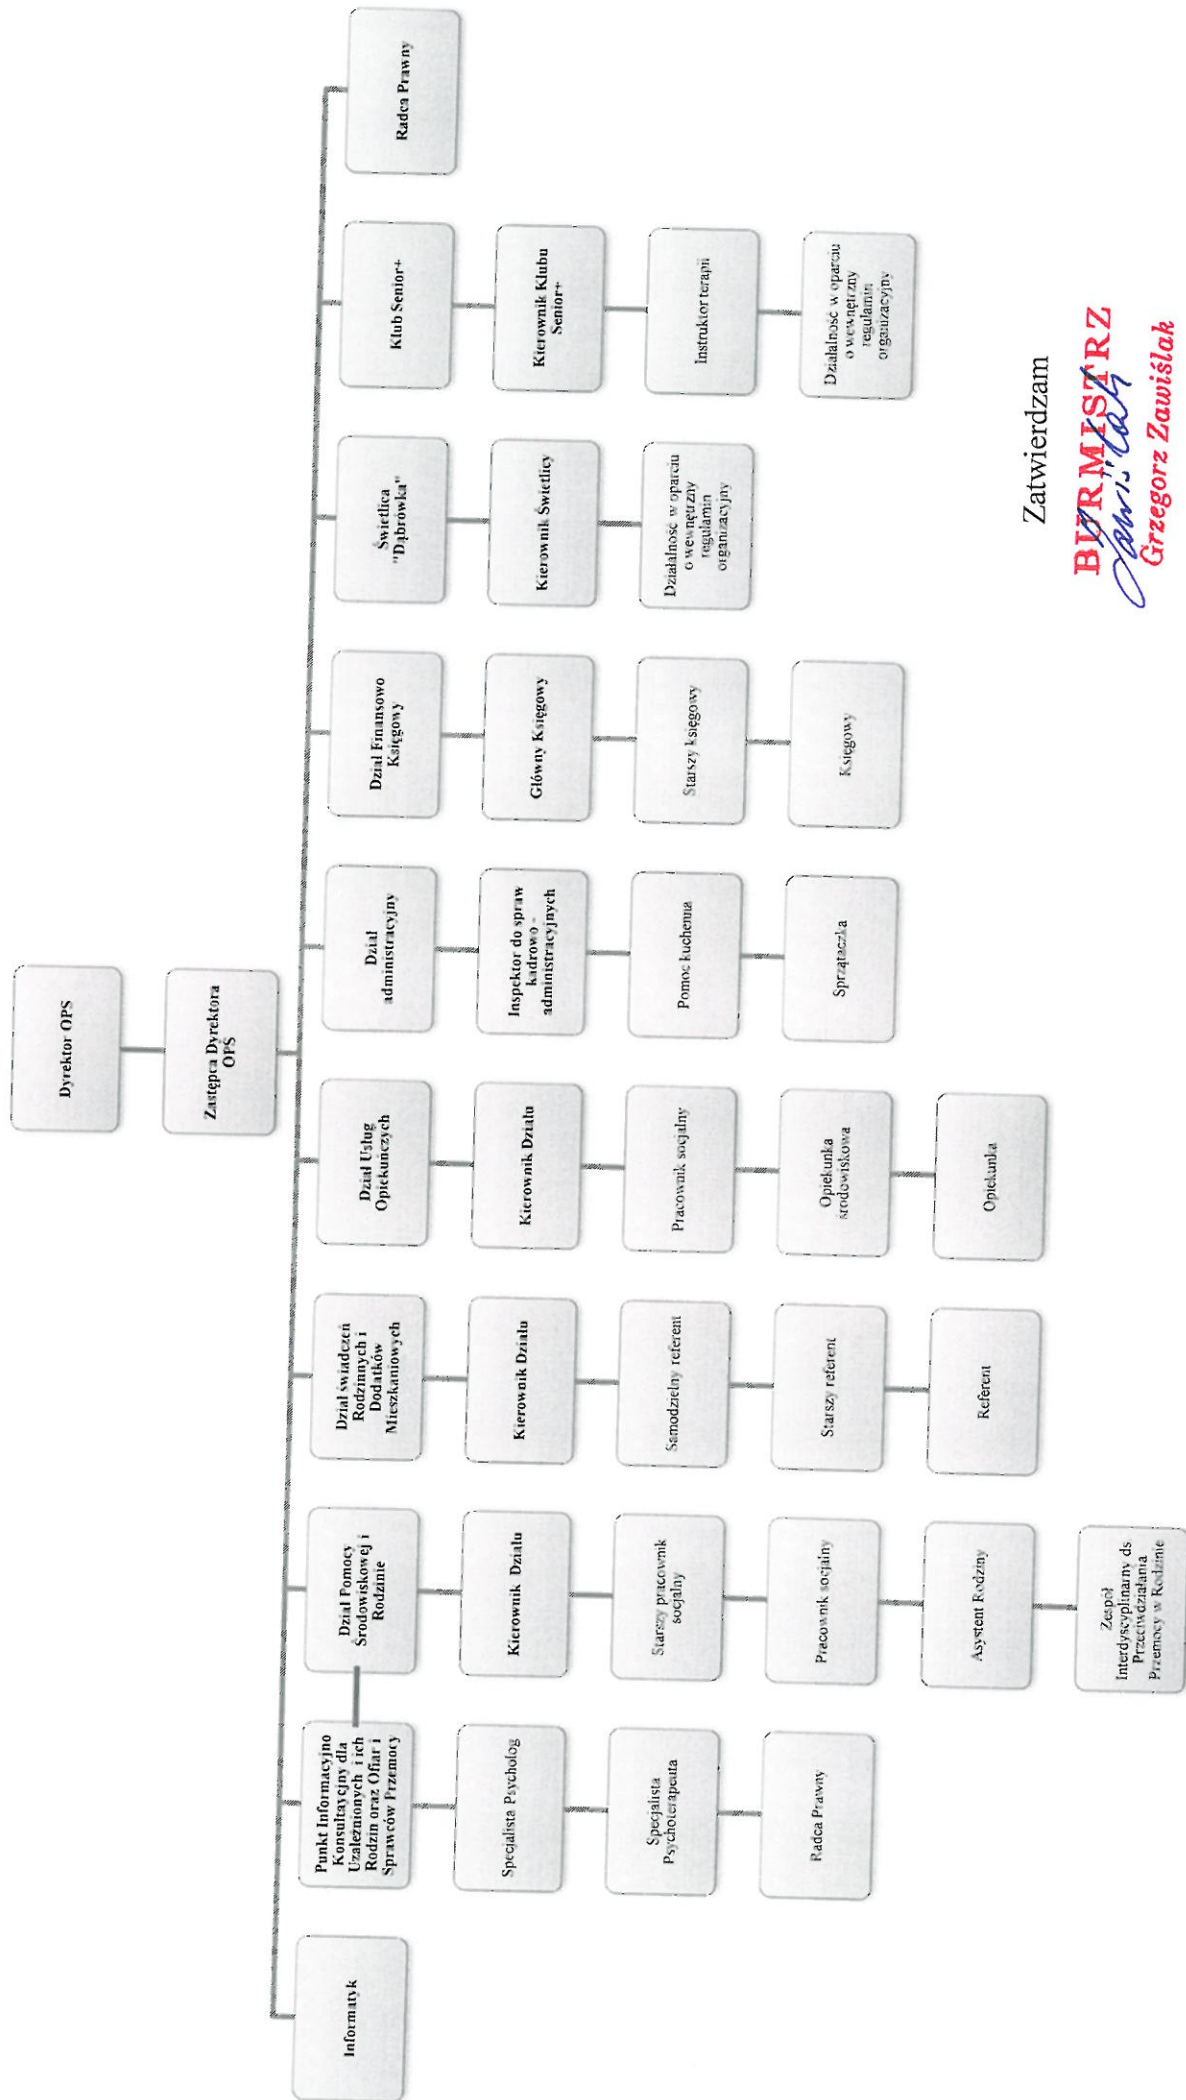 Dyrektor OPS
Zastępca Dyrektora
OPS
Informatyk
Punkt Informacyjno
Konsultaycjny dla
Uzależnionych i ich
Rodzin oraz Ofiar i
Sprawców Przemocy
Specjalista Psycholog
Specjalista
Psychoterapeuta
Radca Prawny
Dział Pomocy
Środowiskowej i
Rodzinie
Kierownik Działu
Starszy pracownik
socjalny
Pracownik socjalny
Asystent Rodziny
Zespół
Interdyscyplinarny ds.
Przeciwdziałania
Przemocy w Rodzinie
Dział świadczeń
Rodzinnych i
Dodatków
Mieszkaniowych
Kierownik Działu
Samodzielny referent
Starszy referent
Referent
Dział Usług
Opiekuńczych
Kierownik Działu
Pracownik socjalny
Opiekunka
środowiskowa
Opiekunka
Dział
administracyjny
Inspektor do spraw
kadrowo -
administracyjnych
Pomoc kuchenna
Sprzątaczka
Dział Finansowo
Księgowy
Główny Księgowy
Starszy księgowy
Księgowy
Świetlica
"Dąbrówka"
Kierownik Świetlicy
Działalność w oparciu
o wewnętrzny
regulamin
organizacyjny
Klub Senior+
Kierownik Klubu
Senior+
Instruktor terapii
Działalność w oparciu
o wewnętrzny
regulamin
organizacyjny
Radca Prawny
Zatwierdzam
BURMISTRZ
Zawiślak
Grzegorz Zawiślak